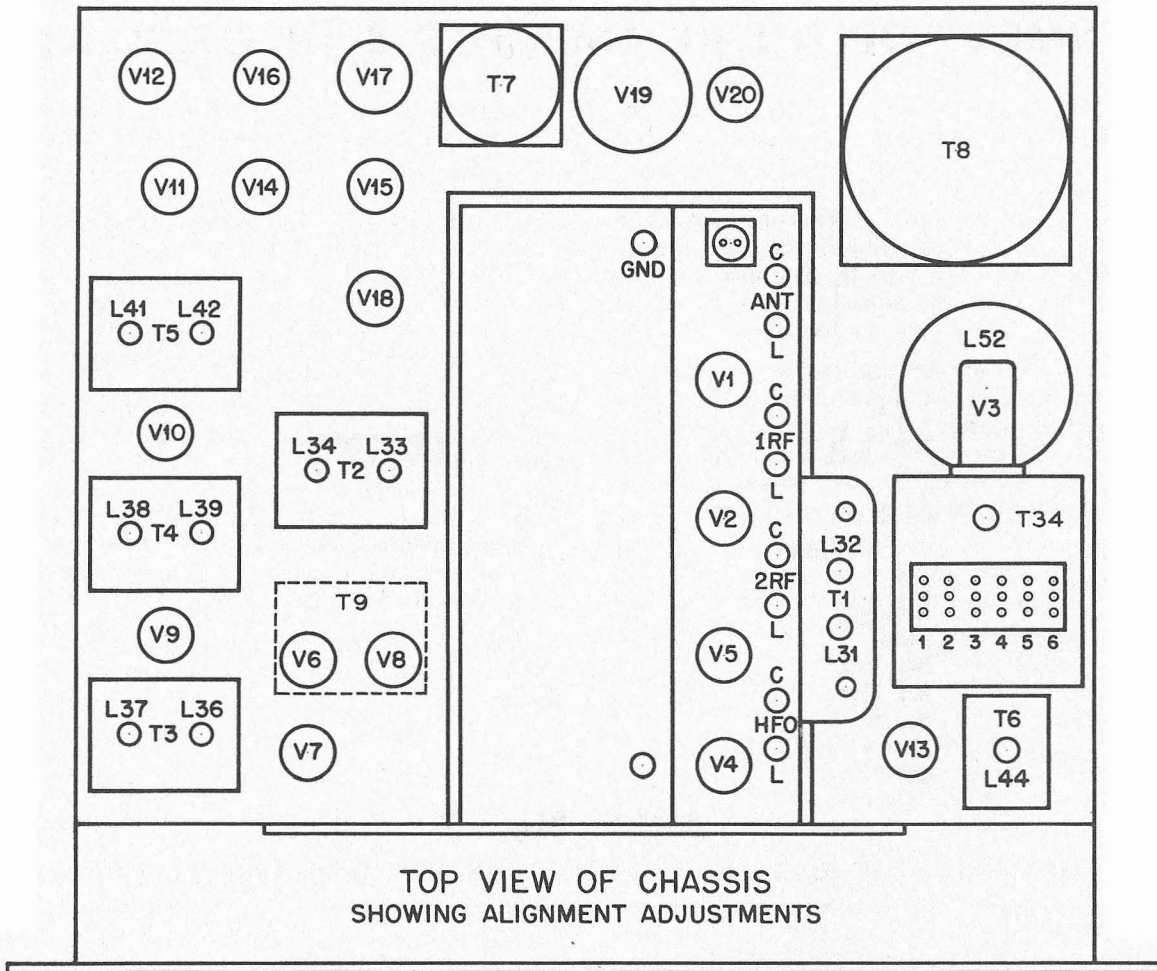 V12 V16 V17 T7 V19 V20 T8
V11 V14 V15
GND C
ANT
L
V18
L41 T5 L42
L52
V3
V1
C
1RF
L
V10
L34 T2 L33
L38 T4 L39
V2
C
2RF
L
L32
T1
L31
T34
1 2 3 4 5 6
T9
V6 V8
V9
V5
C
HFO
L
L37 T3 L36
V7
V4
V13
T6
L44
TOP VIEW OF CHASSIS
SHOWING ALIGNMENT ADJUSTMENTS